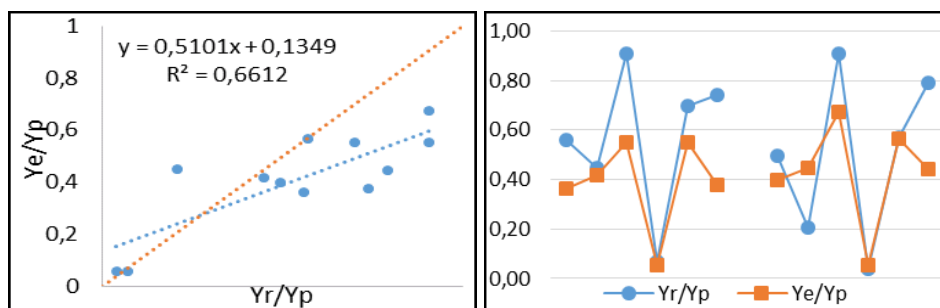 y = 0,5101x + 0,1349
R² = 0,6612
1
0,8
0,6
0,4
0,2
0
Ye/Yp
Yr/Yp
1,00
0,80
0,60
0,40
0,20
0,00
Yr/Yp
Ye/Yp